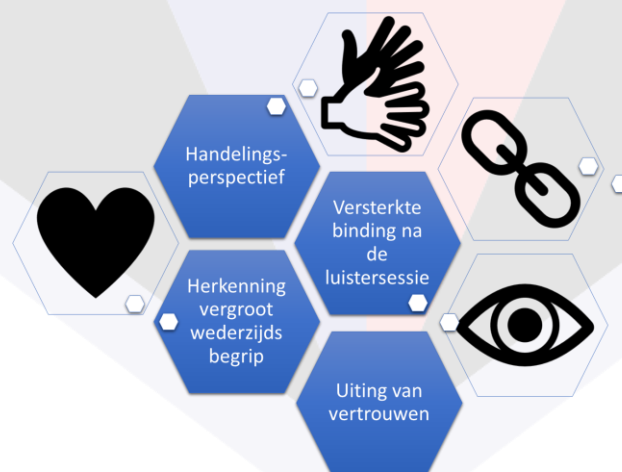 Handelings-
perspectief
Versterkte
binding na
de
luistersessie
Herkenning
vergroot
wederzijds
begrip
Uiting van
vertrouwen